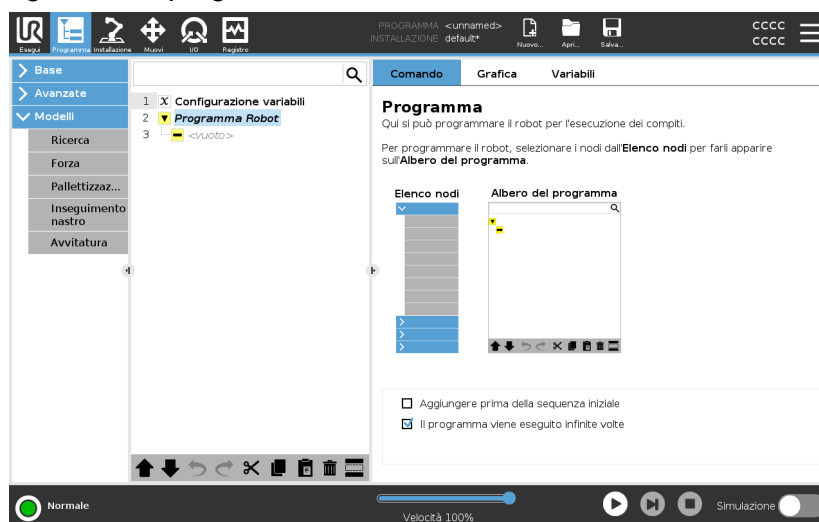 PROGRAMMA <unnamed>
INSTALLAZIONE default*
UR
Esegui
Programma
Installazione
Muovi
I/O
Registro
Nuovo...
Apri...
Salva...
CCCC
CCCC
Base
Avanzate
Modelli
Ricerca
Forza
Pallettizzaz...
Inseguimento
nastro
Avvitatura
1 X Configurazione variabili
2 Programma Robot
3 <vuoto>
Comando Grafica Variabili
Programma
Qui si può programmare il robot per l'esecuzione dei compiti.
Per programmare il robot, selezionare i nodi dall'Elenco nodi per farli apparire
sull'Albero del programma.
Elenco nodi Albero del programma
Aggiungere prima della sequenza iniziale
Il programma viene eseguito infinite volte
Normale
Velocità 100%
Simulazione